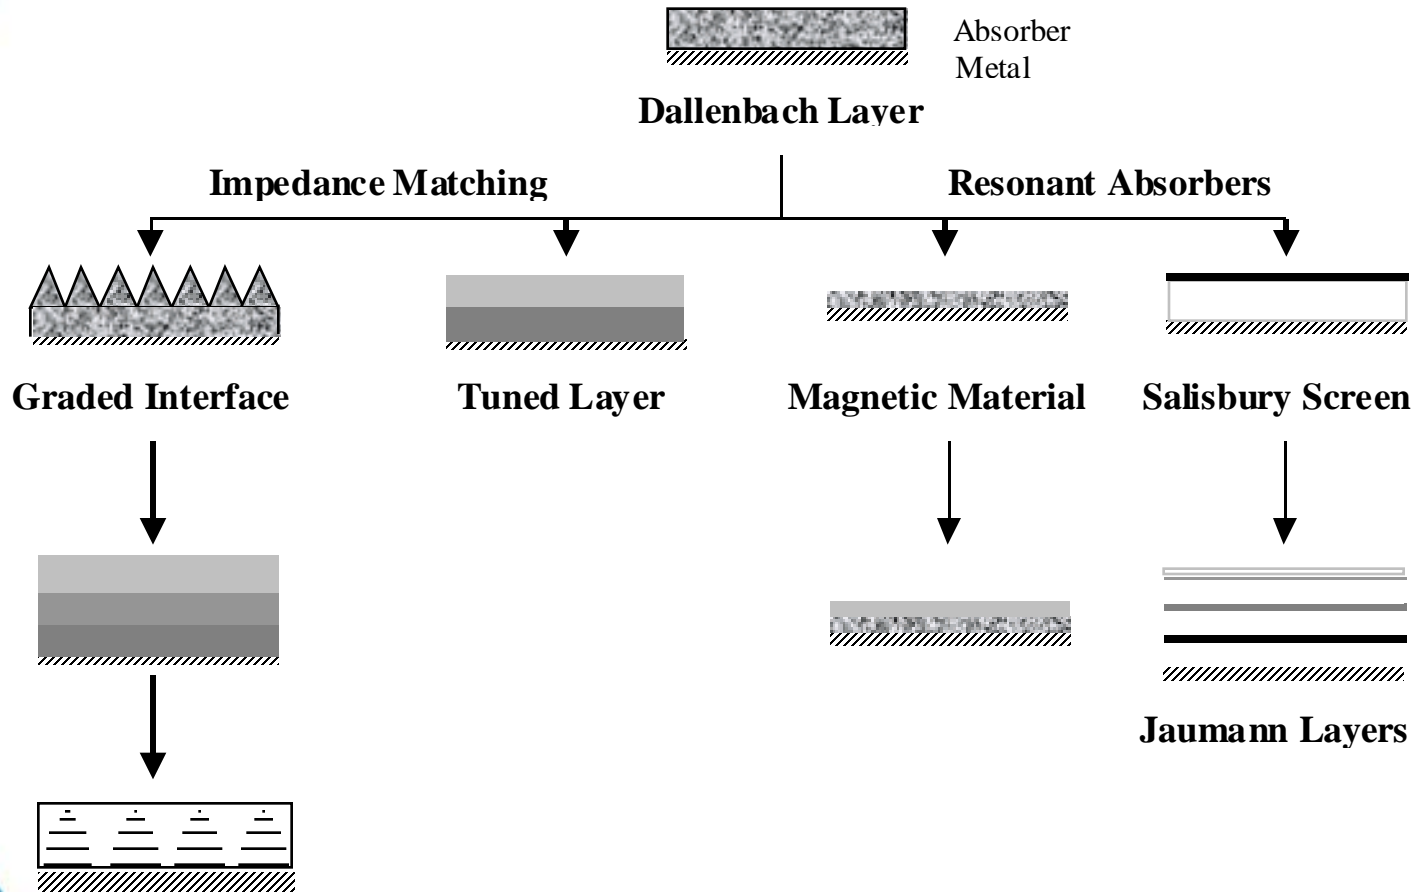 Absorber
Metal
Dallenbach Layer
Impedance Matching
Resonant Absorbers
Graded Interface
Tuned Layer
Magnetic Material
Salisbury Screen
Jaumann Layers